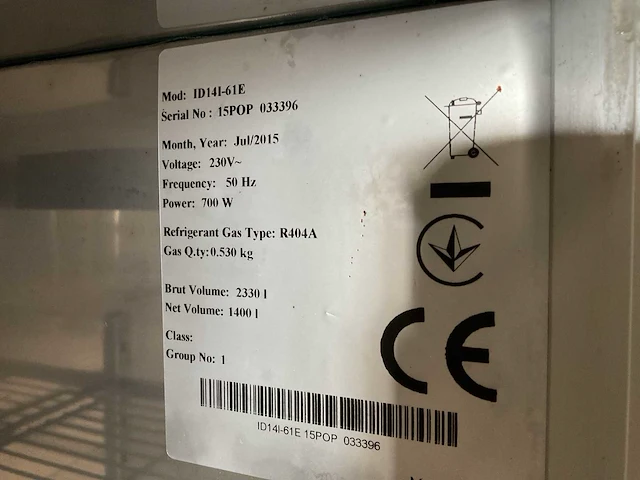 Mod: ID14I-61E
Serial No : 15POP 033396
Month, Year: Jul/2015
Voltage: 230V~
Frequency: 50 Hz
Power: 700 W
Refrigerant Gas Type: R404A
Gas Q.ty: 0.530 kg
Brut Volume: 2330 l
Net Volume: 1400 l
Class:
Group No: 1
CE
ID14I-61E 15POP 033396